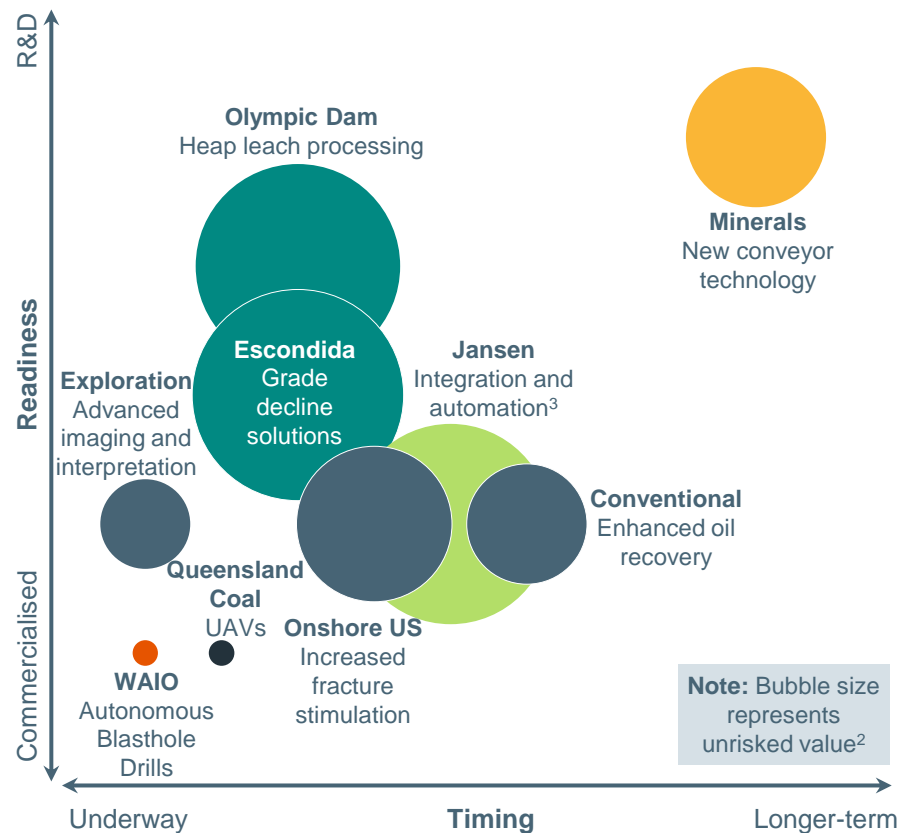 R&D
Readiness
Commercialised
Olympic Dam
Heap leach processing
Minerals
New conveyor
technology
Escondida
Grade
decline
solutions
Jansen
Integration and
automation³
Exploration
Advanced
imaging and
interpretation
Conventional
Enhanced oil
recovery
Queensland
Coal
UAVs
Onshore US
Increased
fracture
stimulation
WAIO
Autonomous
Blasthole
Drills
Note: Bubble size
represents
unrisked value²
Underway
Timing
Longer-term